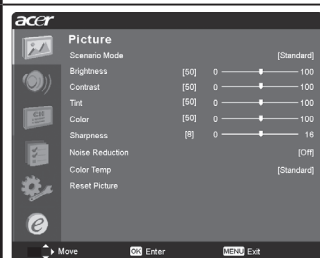 acer
Picture
Scenario Mode [Standard]
Brightness [50] 0 100
Contrast [50] 0 100
Tint [50] 0 100
Color [50] 0 100
Sharpness [8] 0 16
Noise Reduction [Off]
Color Temp [Standard]
Reset Picture
e
Move OK Enter MENU Exit